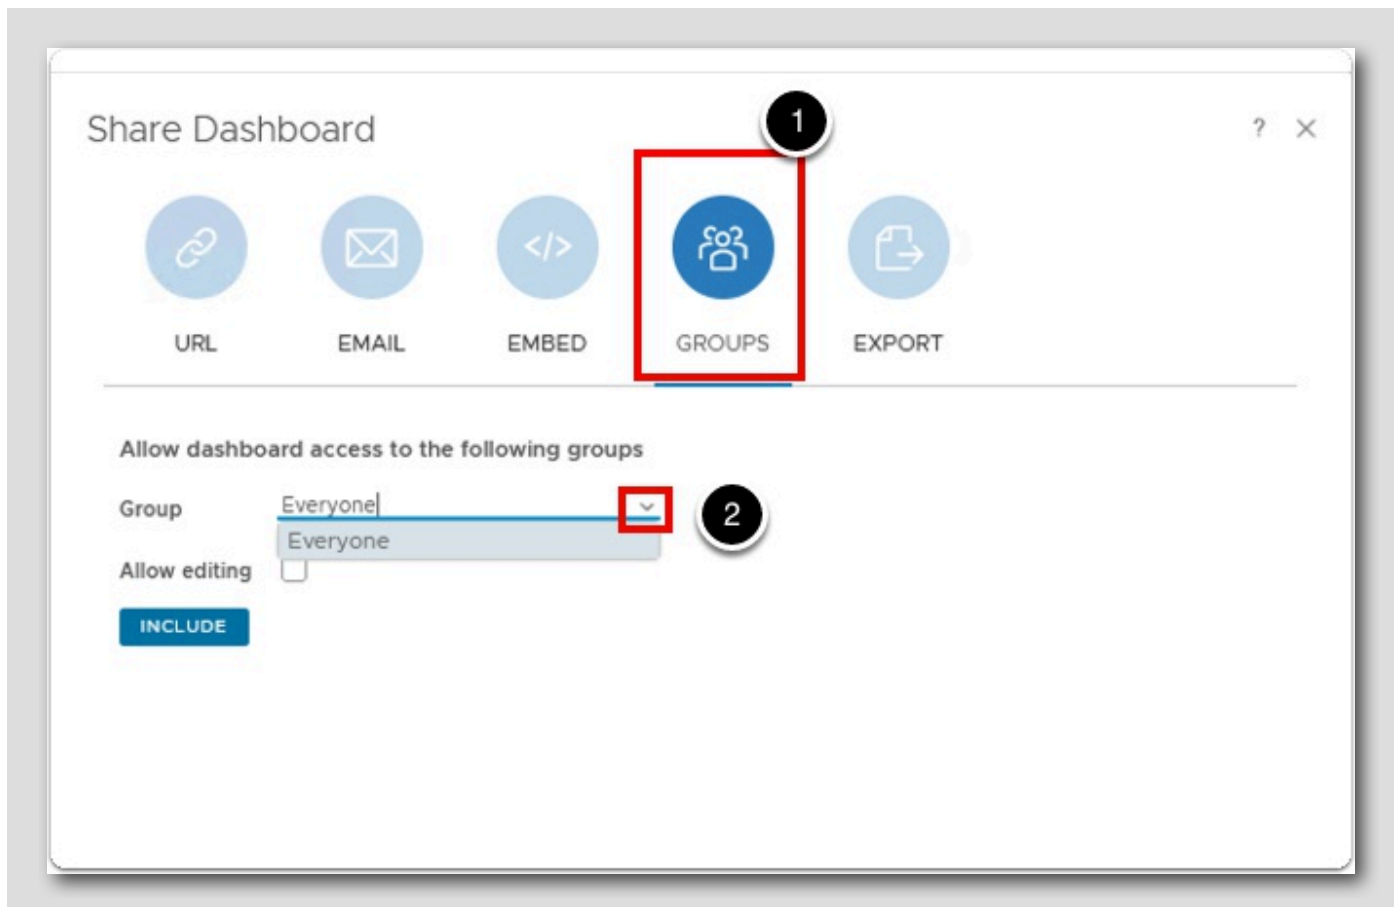 1
Share Dashboard ? ×
</>
URL EMAIL EMBED GROUPS EXPORT
Allow dashboard access to the following groups
Group Everyone 2
Everyone
Allow editing
INCLUDE